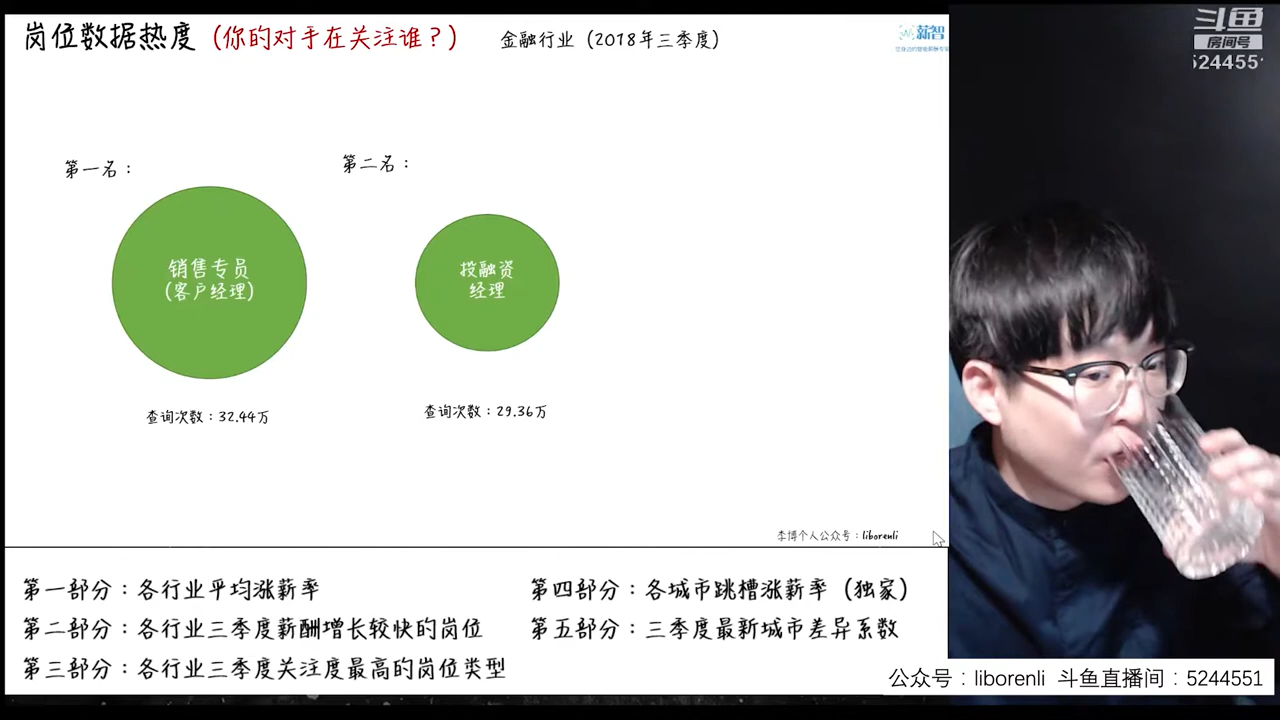 岗位数据热度（你的对手在关注谁？） 金融行业（2018年三季度）
薪智
斗鱼
房间号
5244551
第一名：
第二名：
销售专员
(客户经理)
投融资
经理
查询次数：32.44万
查询次数：29.36万
李博个人公众号：liborenli
第一部分：各行业平均涨薪率
第二部分：各行业三季度薪酬增长较快的岗位
第三部分：各行业三季度关注度最高的岗位类型
第四部分：各城市跳槽涨薪率（独家）
第五部分：三季度最新城市差异系数
公众号：liborenli 斗鱼直播间：5244551